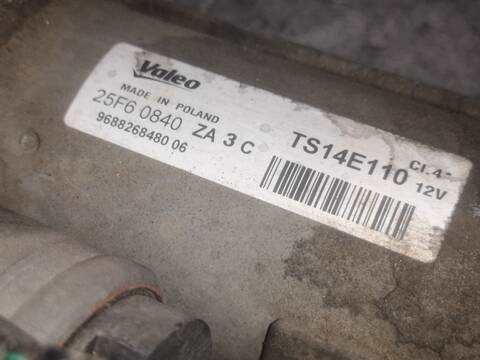 Valeo
MADE IN POLAND
25F6 0840 ZA 3 C
9688268480 06
TS14E110
Cl.4-
12V